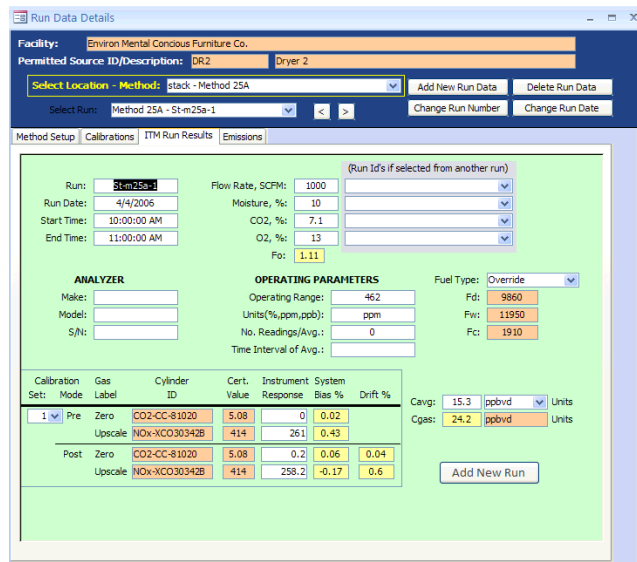 Run Data Details
Facility: Environ Mental Concious Furniture Co.
Permitted Source ID/Description: DR2 Dryer 2
Select Location - Method: stack - Method 25A Add New Run Data Delete Run Data
Select Run: Method 25A - St-m25a-1 < > Change Run Number Change Run Date
Method Setup Calibrations ITM Run Results Emissions
(Run Id's if selected from another run)
Run: St-m25a-1 Flow Rate, SCFM: 1000
Run Date: 4/4/2006 Moisture, %: 10
Start Time: 10:00:00 AM CO2, %: 7.1
End Time: 11:00:00 AM O2, %: 13
Fo: 1.11
ANALYZER OPERATING PARAMETERS Fuel Type: Override
Make: Operating Range: 462 Fd: 9860
Model: Units(%,ppm,ppb): ppm Fw: 11950
S/N: No. Readings/Avg.: 0 Fc: 1910
Time Interval of Avg.:
Calibration Gas Cylinder Cert. Instrument System
Set: Mode Label ID Value Response Bias % Drift %
Cavg: 15.3 ppbvd Units
1 Pre Zero CO2-CC-81020 5.08 0 0.02
Cgas: 24.2 ppbvd Units
Upscale NOx-XCO30342B 414 261 0.43
Post Zero CO2-CC-81020 5.08 0.2 0.06 0.04
Upscale NOx-XCO30342B 414 258.2 -0.17 0.6
Add New Run